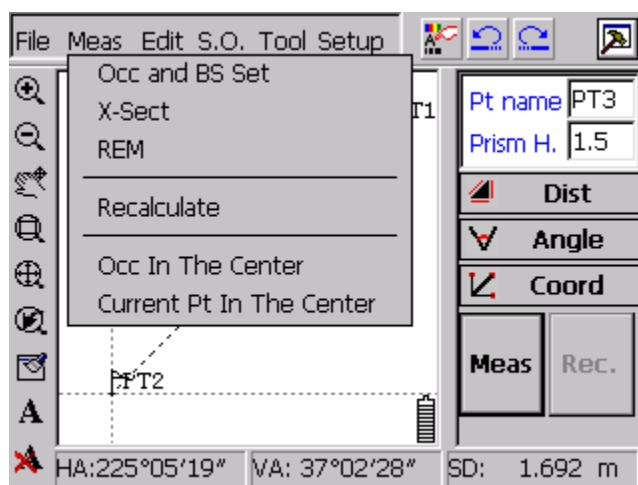 File Meas Edit S.O. Tool Setup
Occ and BS Set
X-Sect
REM
Recalculate
Occ In The Center
Current Pt In The Center
T1
PT2
Pt name PT3
Prism H. 1.5
Dist
Angle
Coord
Meas Rec.
A
HA:225°05'19" VA: 37°02'28" SD: 1.692 m